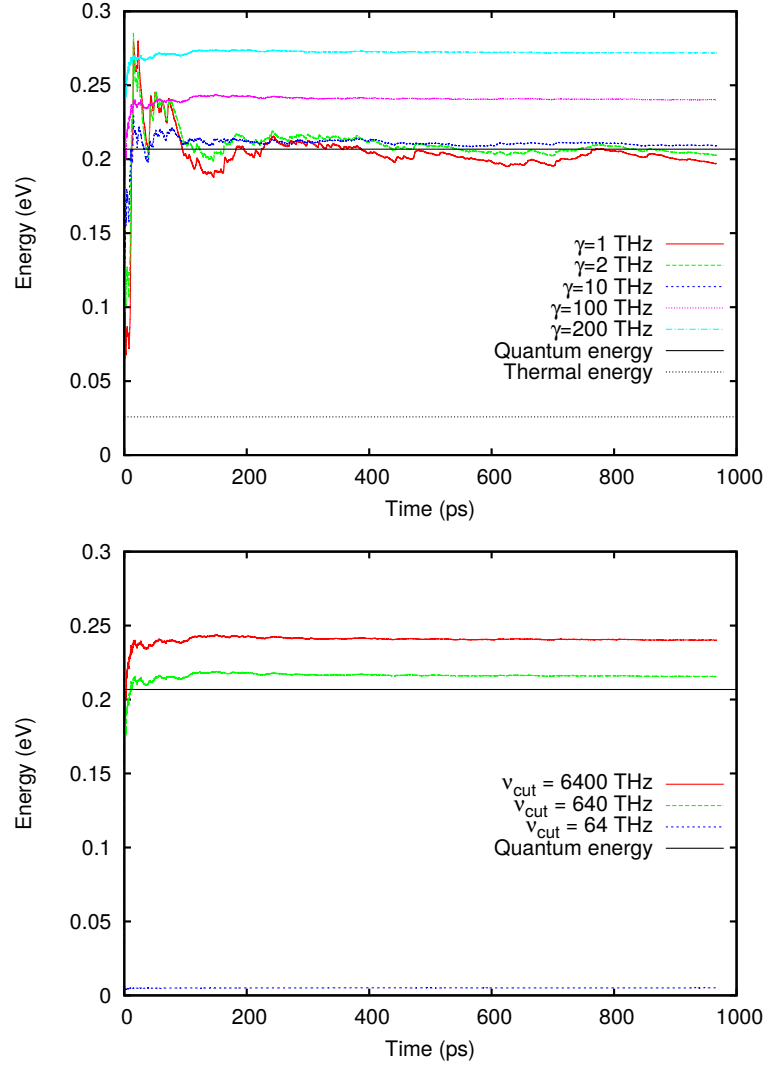 0.3
0.25
0.2
0.15
0.1
0.05
0
Energy (eV)
γ=1 THz
γ=2 THz
γ=10 THz
γ=100 THz
γ=200 THz
Quantum energy
Thermal energy
0 200 400 600 800 1000
Time (ps)
0.3
0.25
0.2
0.15
0.1
0.05
0
Energy (eV)
νcut = 6400 THz
νcut = 640 THz
νcut = 64 THz
Quantum energy
0 200 400 600 800 1000
Time (ps)